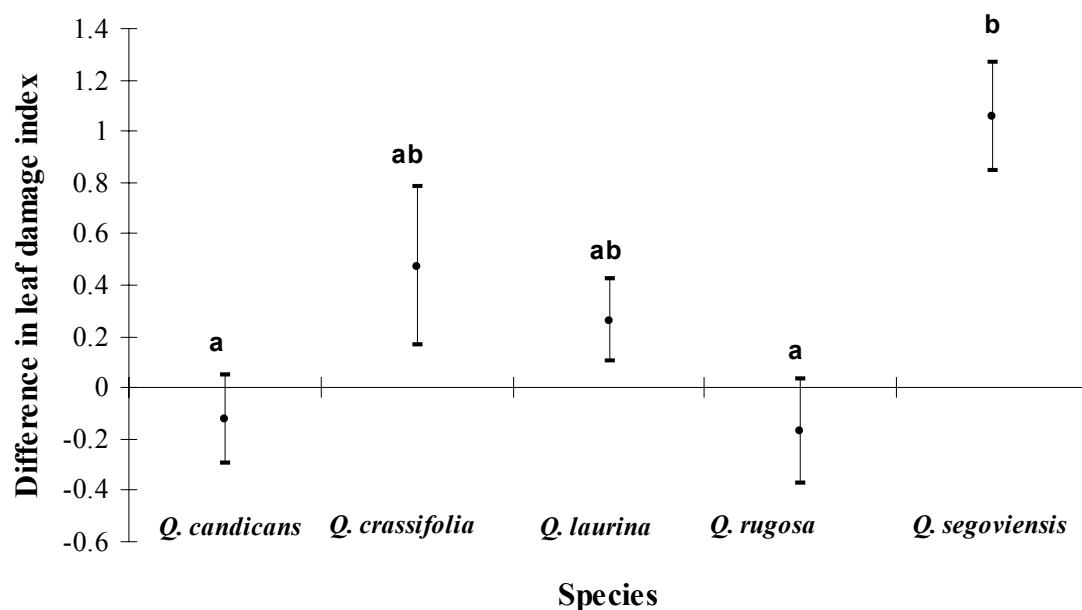 Difference in leaf damage index
1.4
1.2
1
0.8
0.6
0.4
0.2
0
-0.2
-0.4
-0.6
a
ab
ab
a
b
Q. candicans
Q. crassifolia
Q. laurina
Q. rugosa
Q. segoviensis
Species